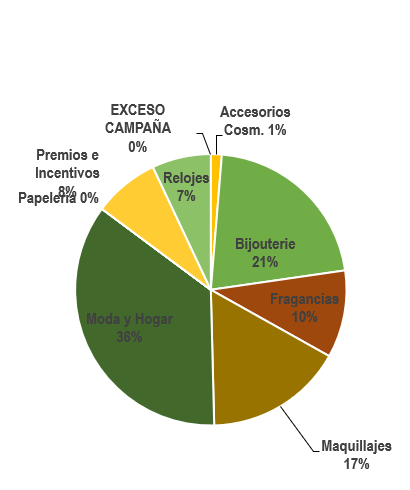 EXCESO
CAMPAÑA
0%
Accesorios
Cosm. 1%
Premios e
Incentivos
8%
Papelería 0%
Relojes
7%
Bijouterie
21%
Fragancias
10%
Moda y Hogar
36%
Maquillajes
17%